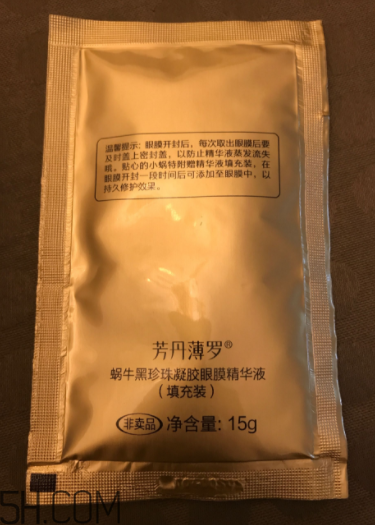 温馨提示: 眼膜开封后, 每次取出眼膜后要
及时盖上密封盖, 以防止精华液蒸发流失
哦。贴心的小蜗特附赠精华液填充装, 在
眼膜开封一段时间后可添加至眼膜中, 以
持久修护效果。
芳丹薄罗®
蜗牛黑珍珠凝胶眼膜精华液
(填充装)
非卖品 净含量: 15g
5H.COM